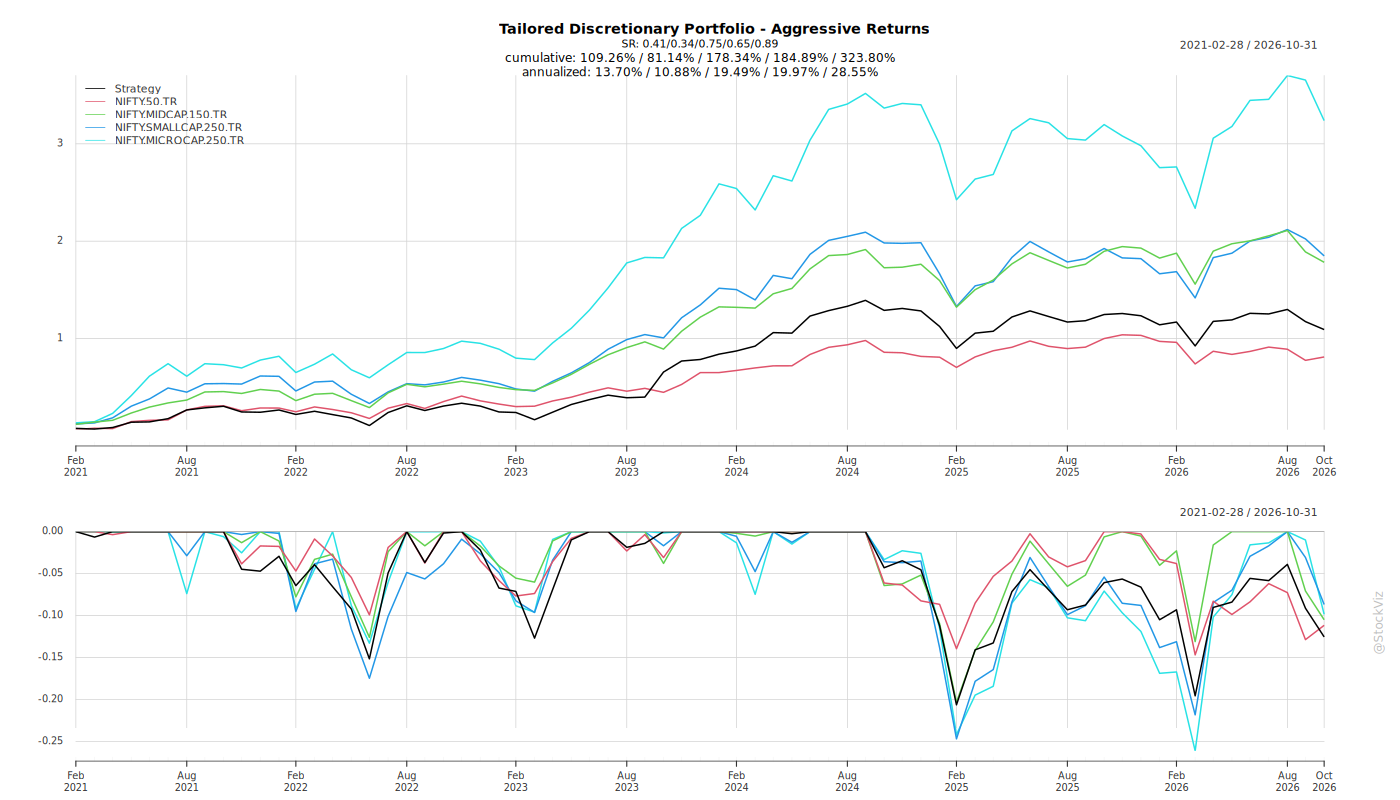 Tailored Discretionary Portfolio - Aggressive Returns
SR: 0.41/0.34/0.75/0.65/0.89
cumulative: 109.26% / 81.14% / 178.34% / 184.89% / 323.80%
annualized: 13.70% / 10.88% / 19.49% / 19.97% / 28.55%
2021-02-28 / 2026-10-31
Strategy
NIFTY.50.TR
NIFTY.MIDCAP.150.TR
NIFTY.SMALLCAP.250.TR
NIFTY.MICROCAP.250.TR
3
2
1
Feb Aug Feb Aug Feb Aug Feb Aug Feb Aug Feb Aug Oct
2021 2021 2022 2022 2023 2023 2024 2024 2025 2025 2026 2026 2026
2021-02-28 / 2026-10-31
0.00
-0.05
-0.10
-0.15
-0.20
-0.25
Feb Aug Feb Aug Feb Aug Feb Aug Feb Aug Feb Aug Oct
2021 2021 2022 2022 2023 2023 2024 2024 2025 2025 2026 2026 2026
@StockViz